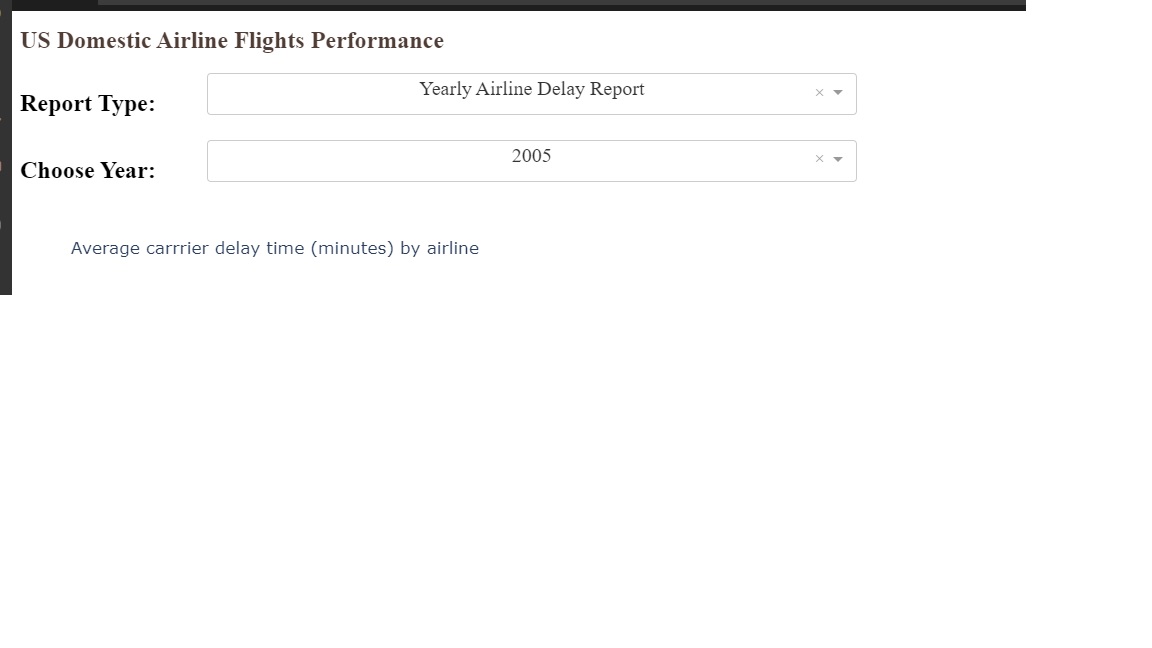 US Domestic Airline Flights Performance
Report Type:
Yearly Airline Delay Report
Choose Year:
2005
Average carrrier delay time (minutes) by airline